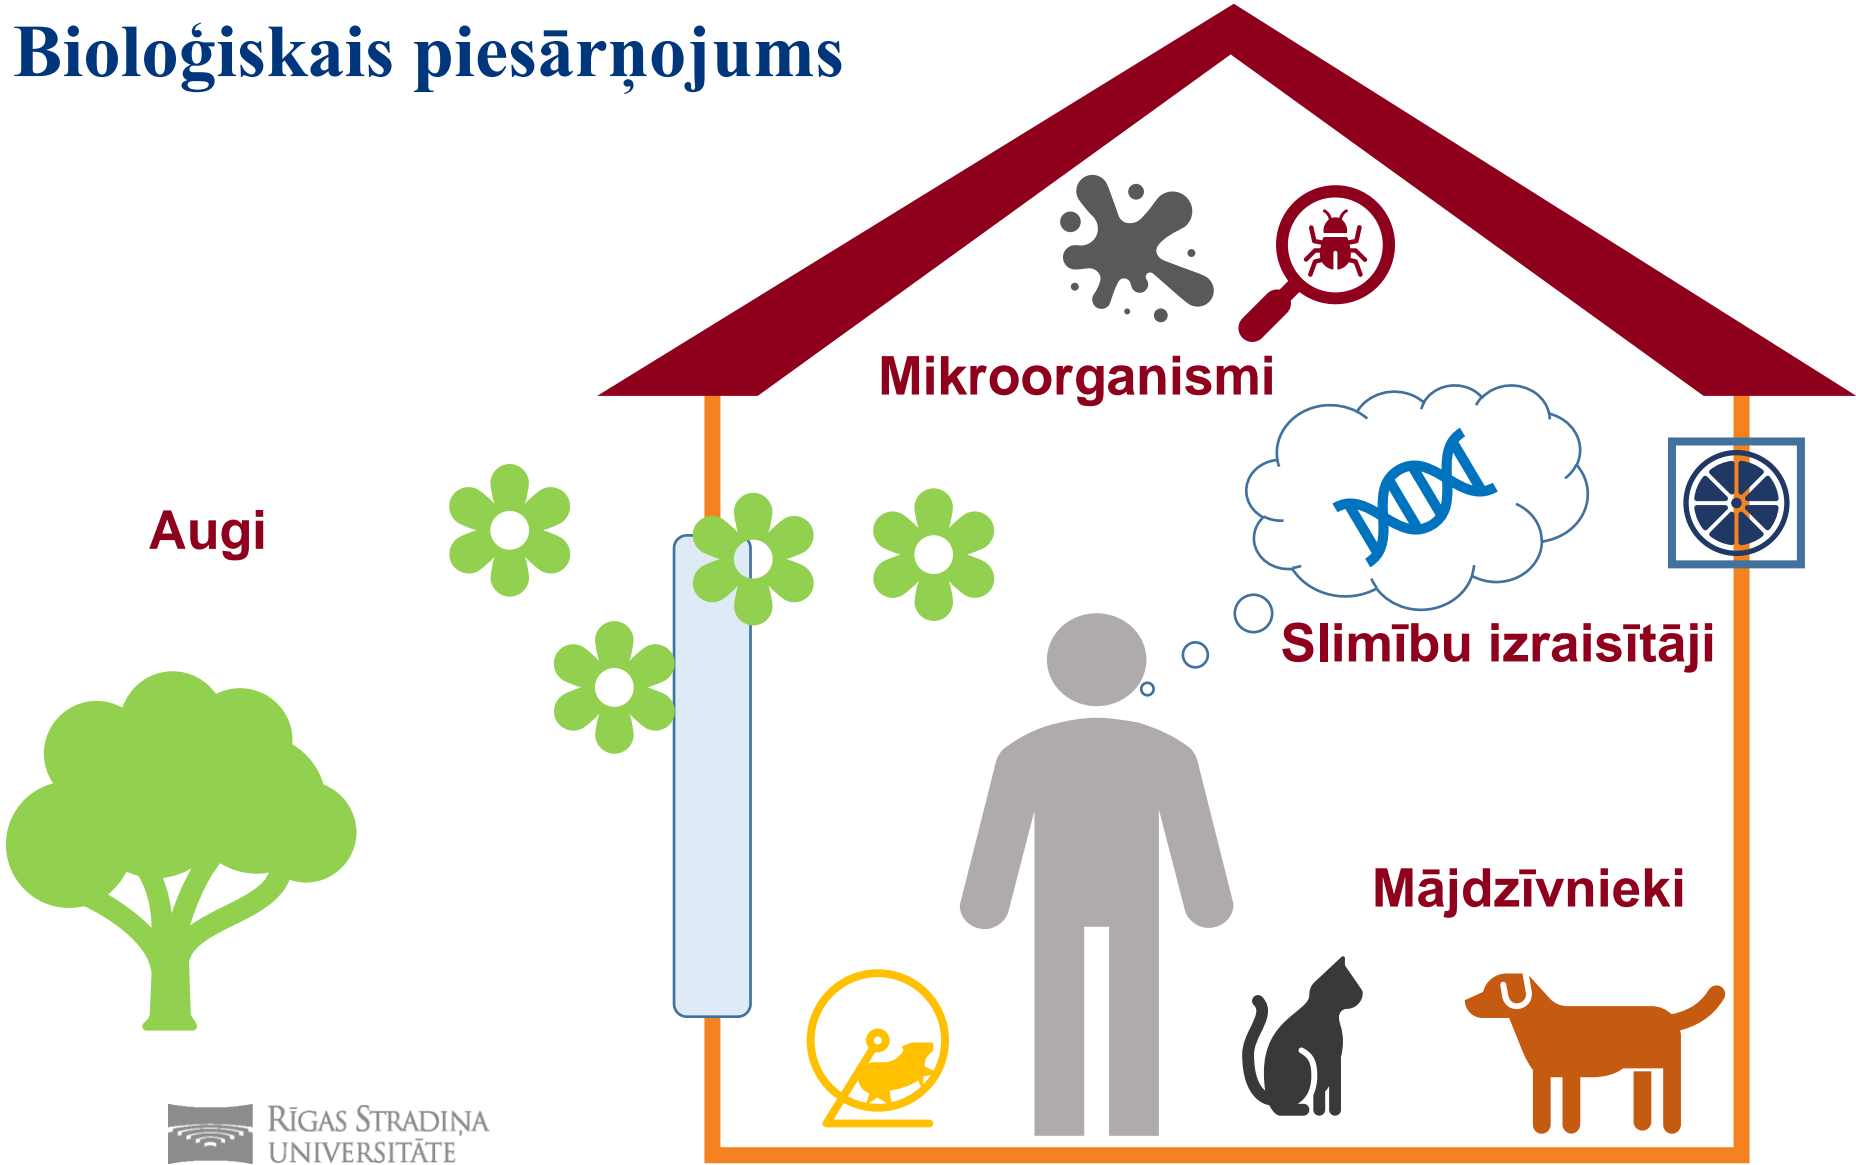 Bioloģiskais piesārņojums
Mikroorganismi
Augi
Slimību izraisītāji
Mājdzīvnieki
RĪGAS STRADIŅA
UNIVERSITĀTE